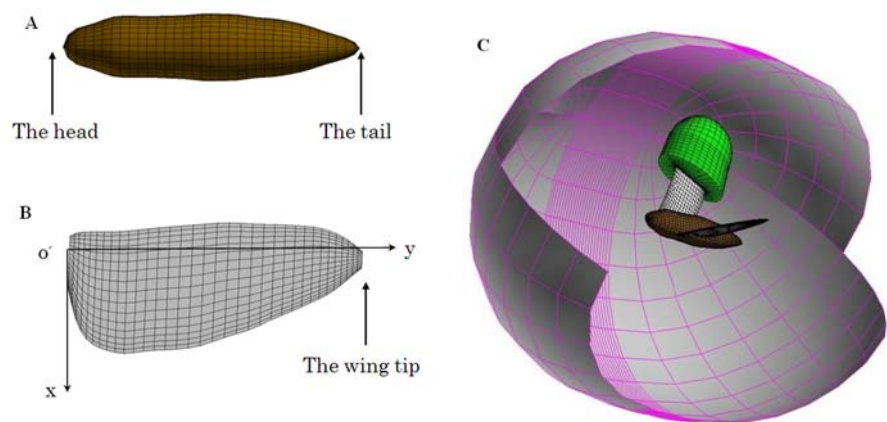 A
The head
The tail
B
o′
y
x
The wing tip
C